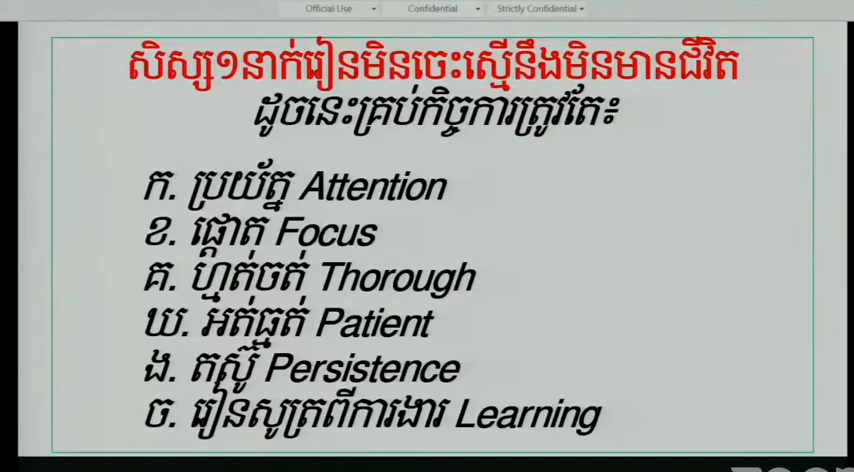 Official Use Confidential Strictly Confidential
សិស្ស១នាក់រៀនមិនចេះស្មើនឹងមិនមានជីវិត
ដូចនេះគ្រប់កិច្ចការត្រូវតែ៖
ក. ប្រយ័ត្ន Attention
ខ. ផ្តោត Focus
គ. ហ្មត់ចត់ Thorough
ឃ. អត់ធ្មត់ Patient
ង. តស៊ូ Persistence
ច. រៀនសូត្រពីការងារ Learning